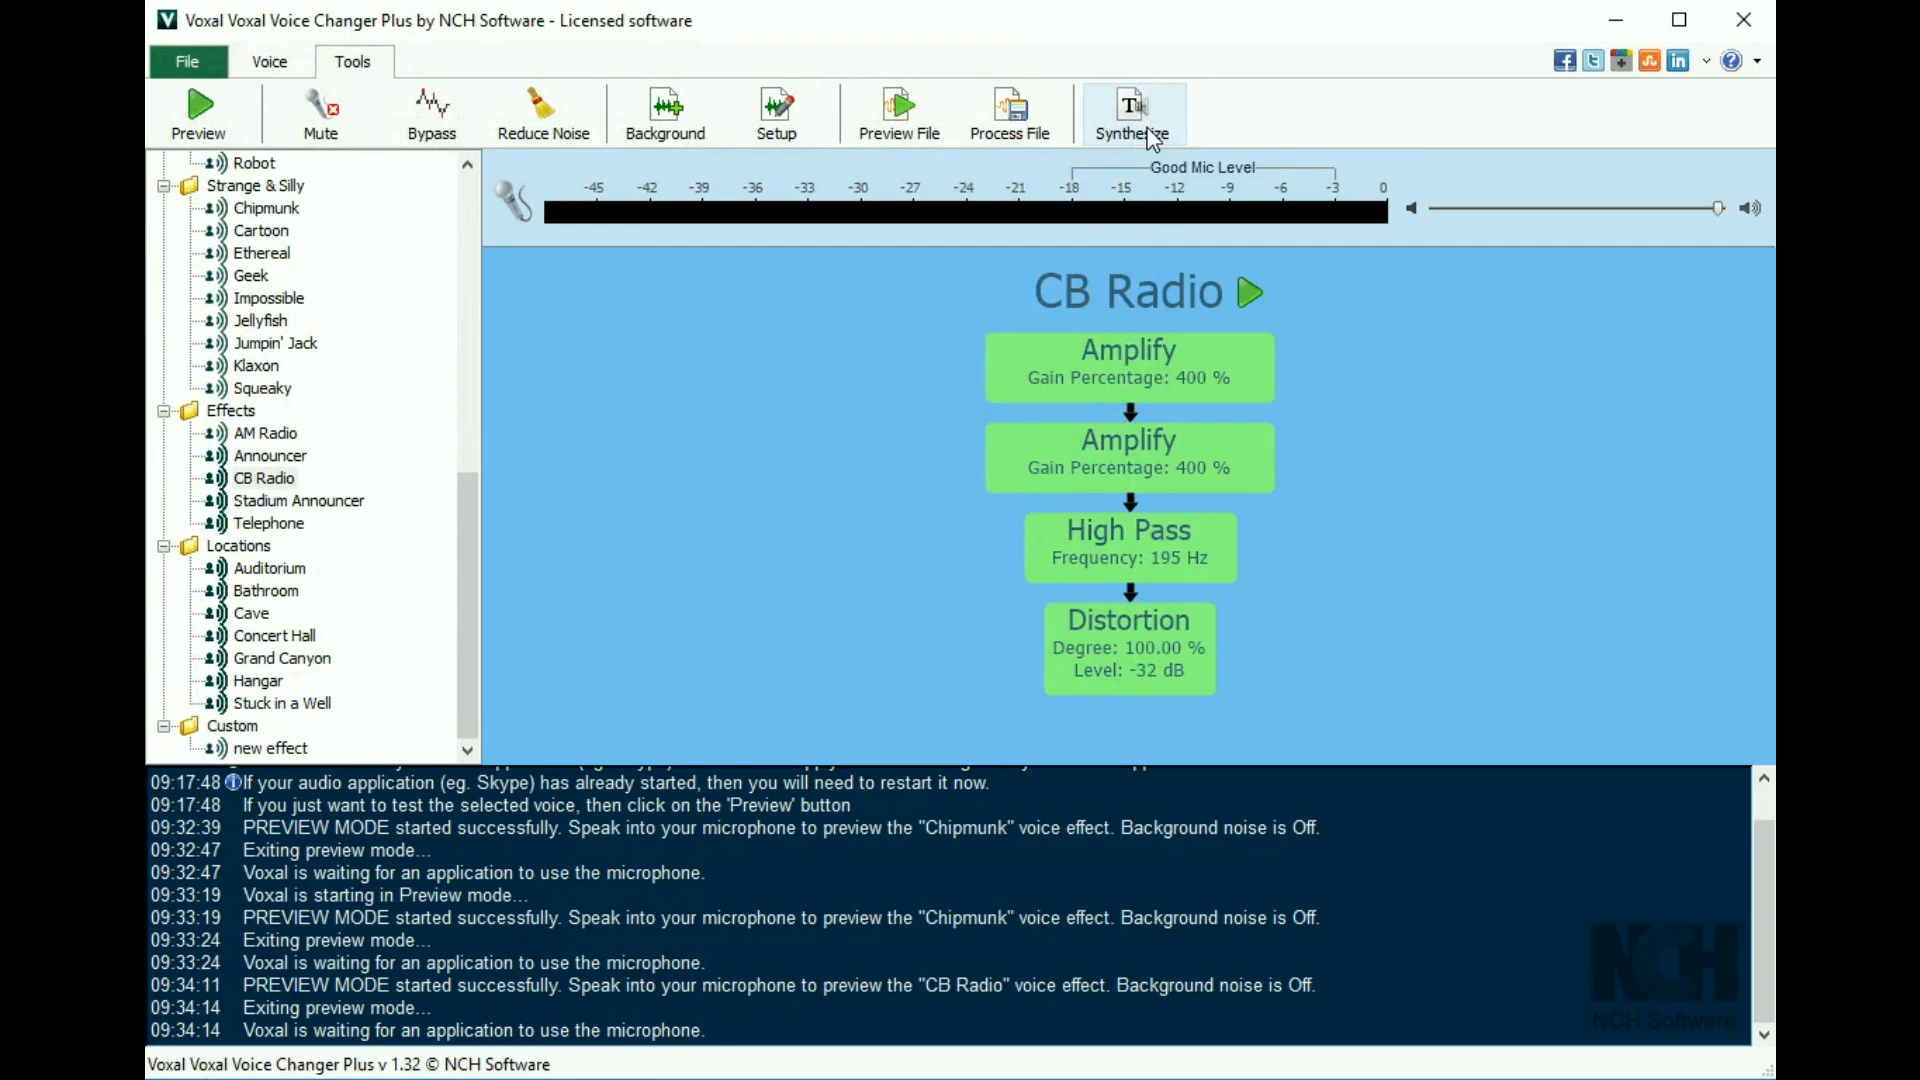 Voxal Voxal Voice Changer Plus by NCH Software - Licensed software
File Voice Tools
Preview Mute Bypass Reduce Noise Background Setup Preview File Process File Synthesize
Robot
Strange & Silly
Chipmunk
Cartoon
Ethereal
Geek
Impossible
Jellyfish
Jumpin' Jack
Klaxon
Squeaky
Effects
AM Radio
Announcer
CB Radio
Stadium Announcer
Telephone
Locations
Auditorium
Bathroom
Cave
Concert Hall
Grand Canyon
Hangar
Stuck in a Well
Custom
new effect
Good Mic Level
-45 -42 -39 -36 -33 -30 -27 -24 -21 -18 -15 -12 -9 -6 -3 0
CB Radio
Amplify
Gain Percentage: 400 %
Amplify
Gain Percentage: 400 %
High Pass
Frequency: 195 Hz
Distortion
Degree: 100.00 %
Level: -32 dB
09:17:48 If your audio application (eg. Skype) has already started, then you will need to restart it now.
09:17:48 If you just want to test the selected voice, then click on the 'Preview' button
09:32:39 PREVIEW MODE started successfully. Speak into your microphone to preview the "Chipmunk" voice effect. Background noise is Off.
09:32:47 Exiting preview mode...
09:32:47 Voxal is waiting for an application to use the microphone.
09:33:19 Voxal is starting in Preview mode...
09:33:19 PREVIEW MODE started successfully. Speak into your microphone to preview the "Chipmunk" voice effect. Background noise is Off.
09:33:24 Exiting preview mode...
09:33:24 Voxal is waiting for an application to use the microphone.
09:34:11 PREVIEW MODE started successfully. Speak into your microphone to preview the "CB Radio" voice effect. Background noise is Off.
09:34:14 Exiting preview mode...
09:34:14 Voxal is waiting for an application to use the microphone.
NCH
NCH Software
Voxal Voxal Voice Changer Plus v 1.32 © NCH Software